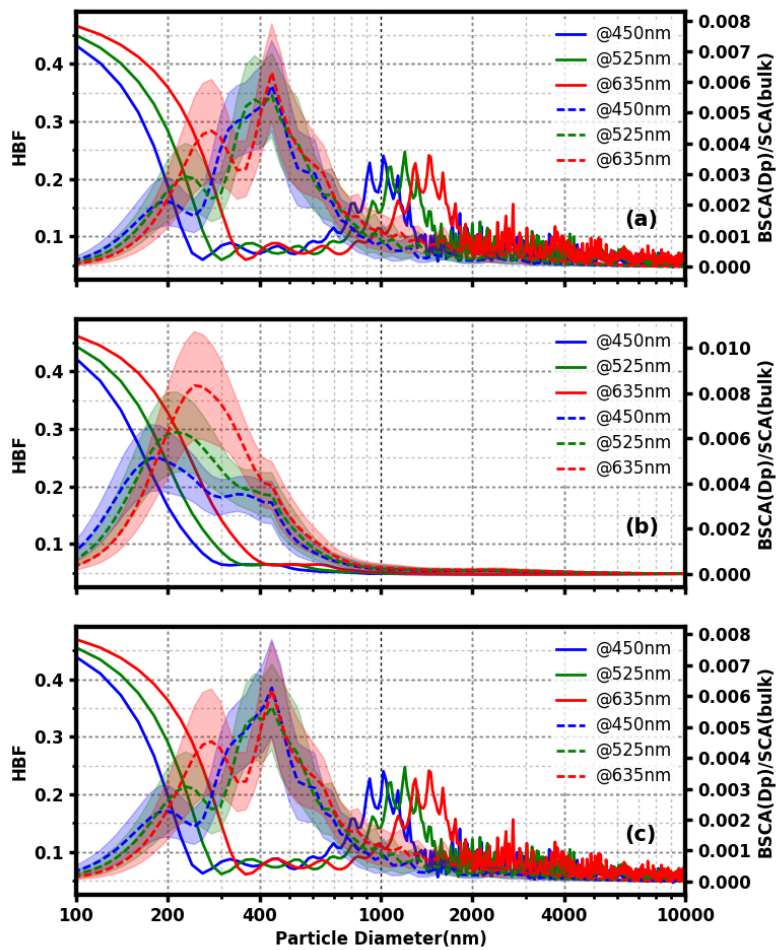 HBF
0.4
0.3
0.2
0.1
@450nm
@525nm
@635nm
@450nm
@525nm
@635nm
(a)
0.008
0.007
0.006
0.005
0.004
0.003
0.002
0.001
0.000
BSCA(Dp)/SCA(bulk)
HBF
0.4
0.3
0.2
0.1
@450nm
@525nm
@635nm
@450nm
@525nm
@635nm
(b)
0.010
0.008
0.006
0.004
0.002
0.000
BSCA(Dp)/SCA(bulk)
HBF
0.4
0.3
0.2
0.1
@450nm
@525nm
@635nm
@450nm
@525nm
@635nm
(c)
0.008
0.007
0.006
0.005
0.004
0.003
0.002
0.001
0.000
BSCA(Dp)/SCA(bulk)
100 200 400 1000 2000 4000 10000
Particle Diameter(nm)